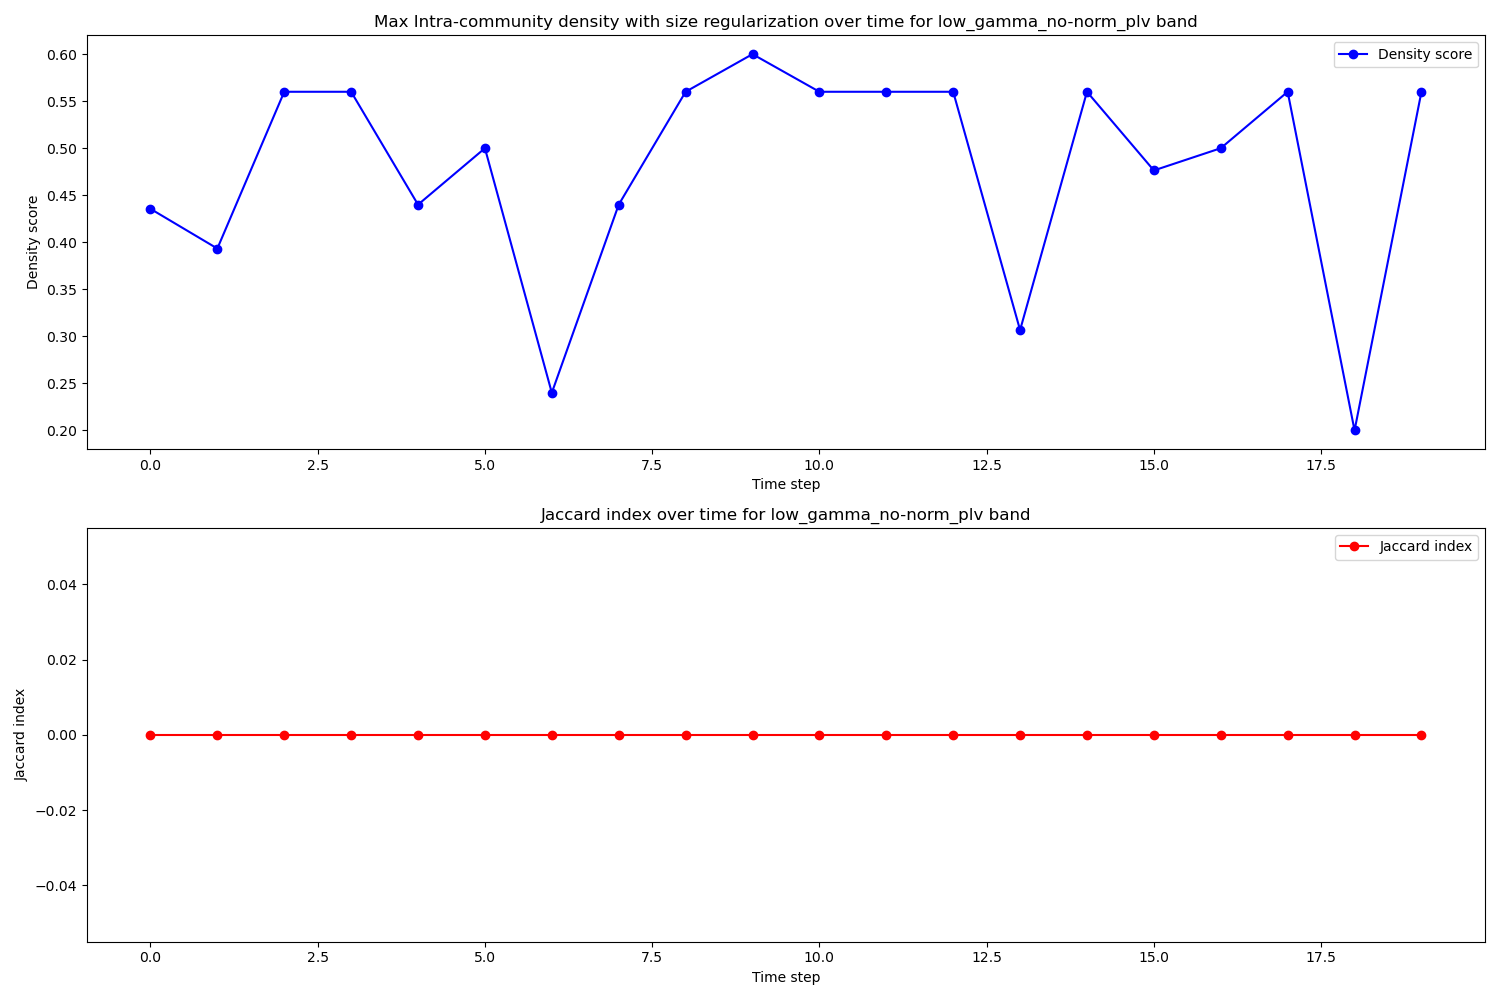 Max Intra-community density with size regularization over time for low_gamma_no-norm_plv band
Density score
0.60
0.55
0.50
0.45
0.40
0.35
0.30
0.25
0.20
Density score
0.0 2.5 5.0 7.5 10.0 12.5 15.0 17.5
Time step
Jaccard index over time for low_gamma_no-norm_plv band
Jaccard index
0.04
0.02
0.00
−0.02
−0.04
Jaccard index
0.0 2.5 5.0 7.5 10.0 12.5 15.0 17.5
Time step